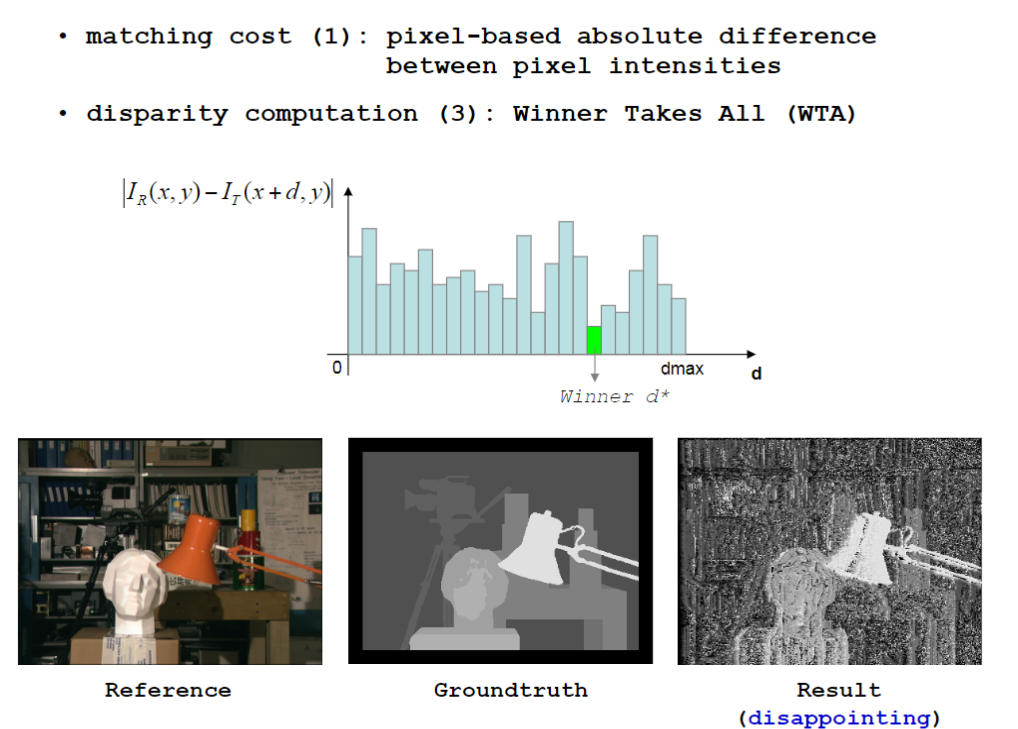 • matching cost (1): pixel-based absolute difference
between pixel intensities
• disparity computation (3): Winner Takes All (WTA)
|I_R(x, y) − I_T(x + d, y)|
0
dmax
d
Winner d*
Reference
Groundtruth
Result
(disappointing)